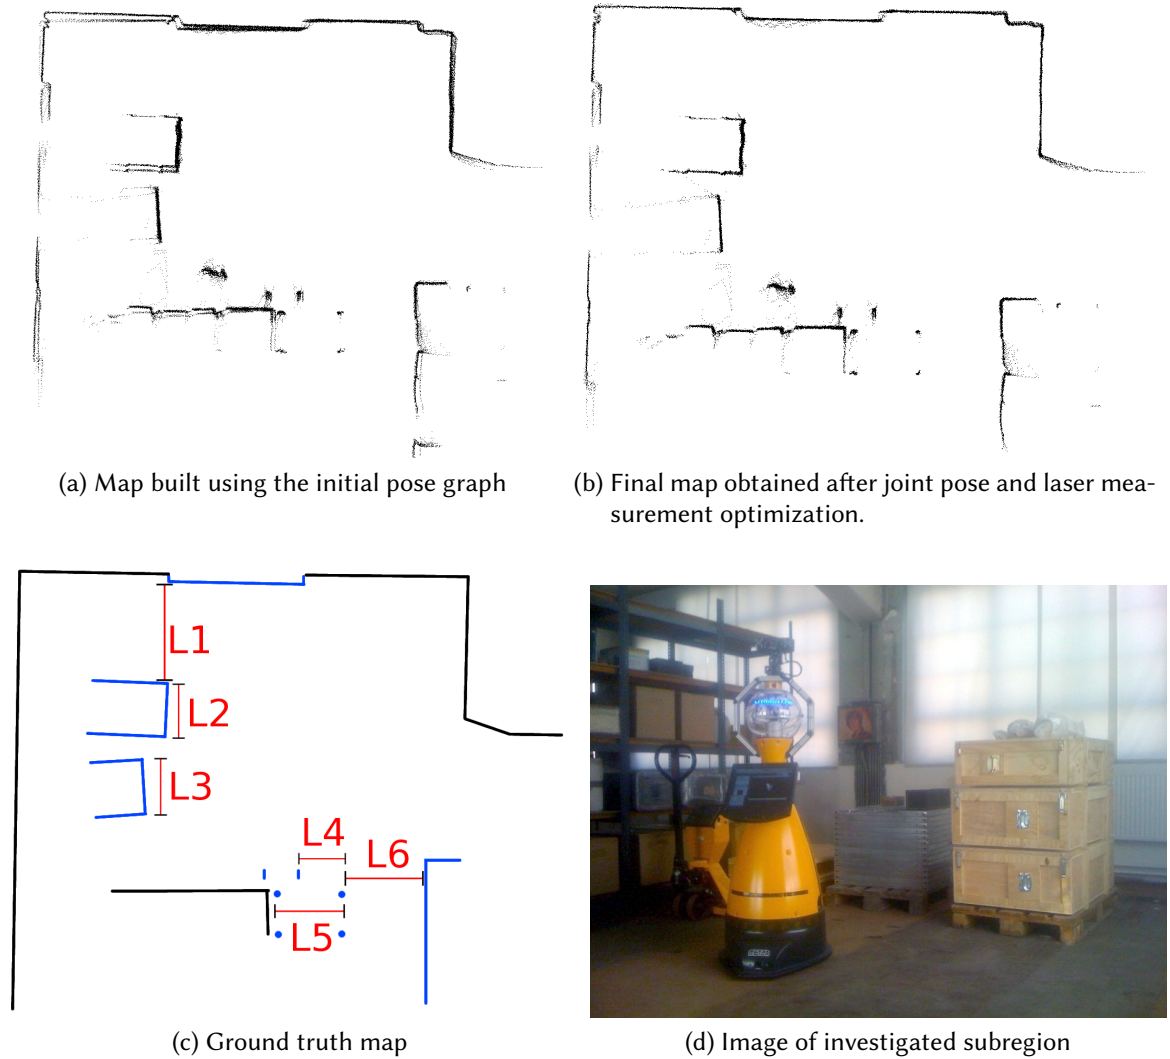 (a) Map built using the initial pose graph
(b) Final map obtained after joint pose and laser mea-
surement optimization.
L1
L2
L3
L4
L6
L5
(c) Ground truth map
(d) Image of investigated subregion